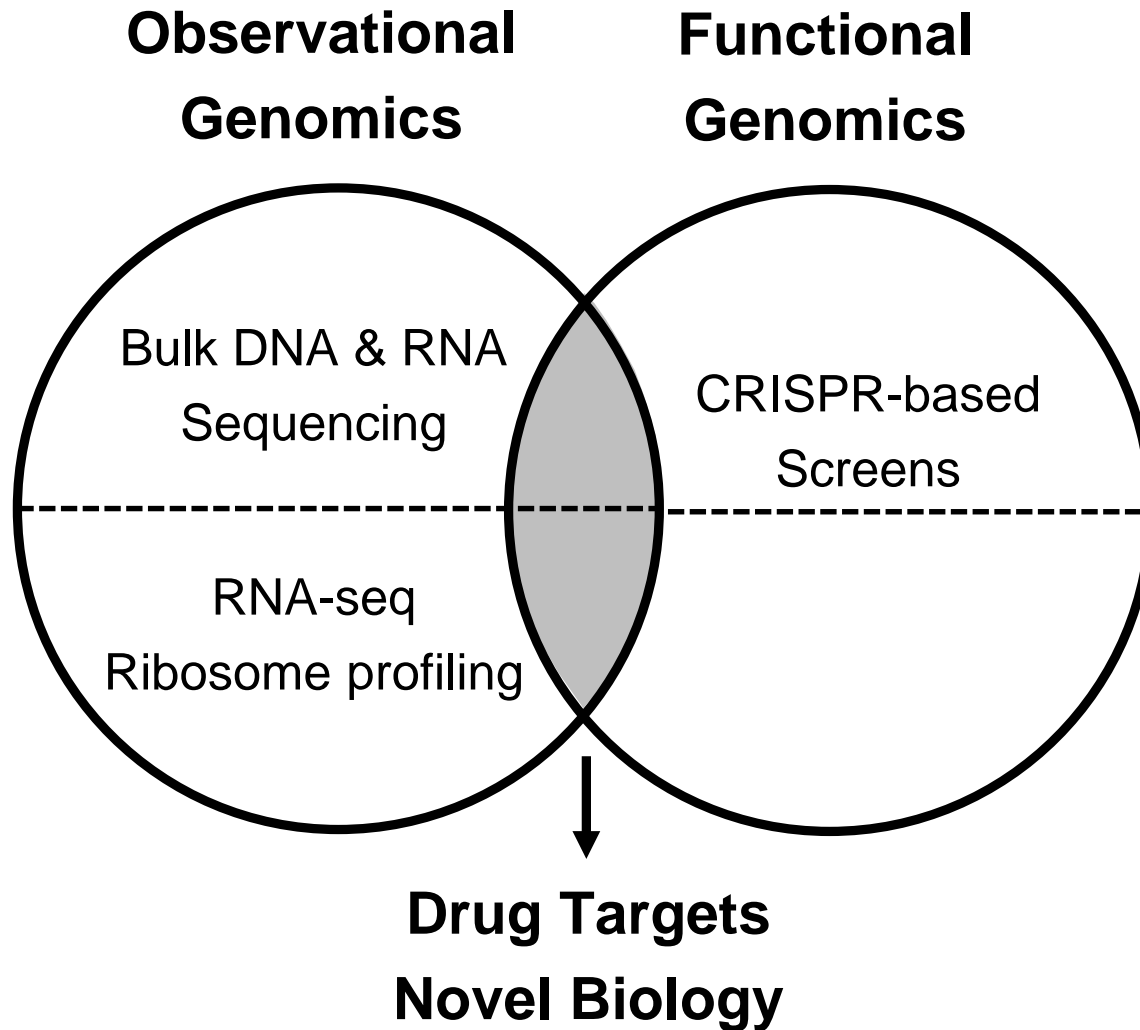 Observational
Genomics
Functional
Genomics
Bulk DNA & RNA
Sequencing
CRISPR-based
Screens
RNA-seq
Ribosome profiling
Drug Targets
Novel Biology